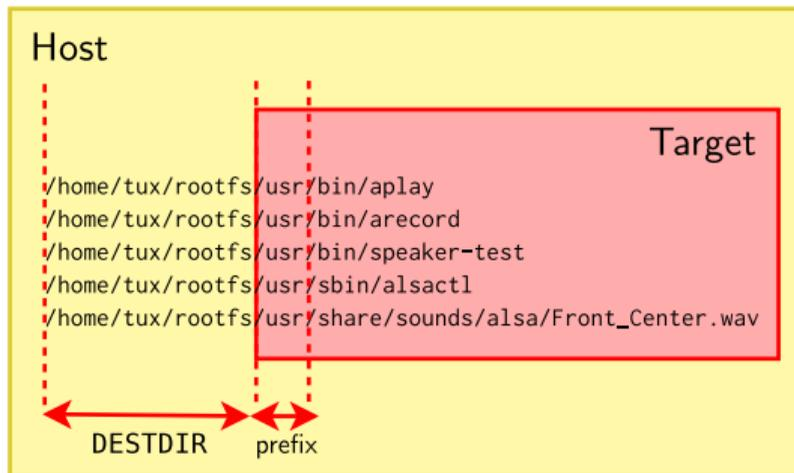 Host
Target
/home/tux/rootfs/usr/bin/aplay
/home/tux/rootfs/usr/bin/arecord
/home/tux/rootfs/usr/bin/speaker-test
/home/tux/rootfs/usr/sbin/alsactl
/home/tux/rootfs/usr/share/sounds/alsa/Front_Center.wav
DESTDIR prefix